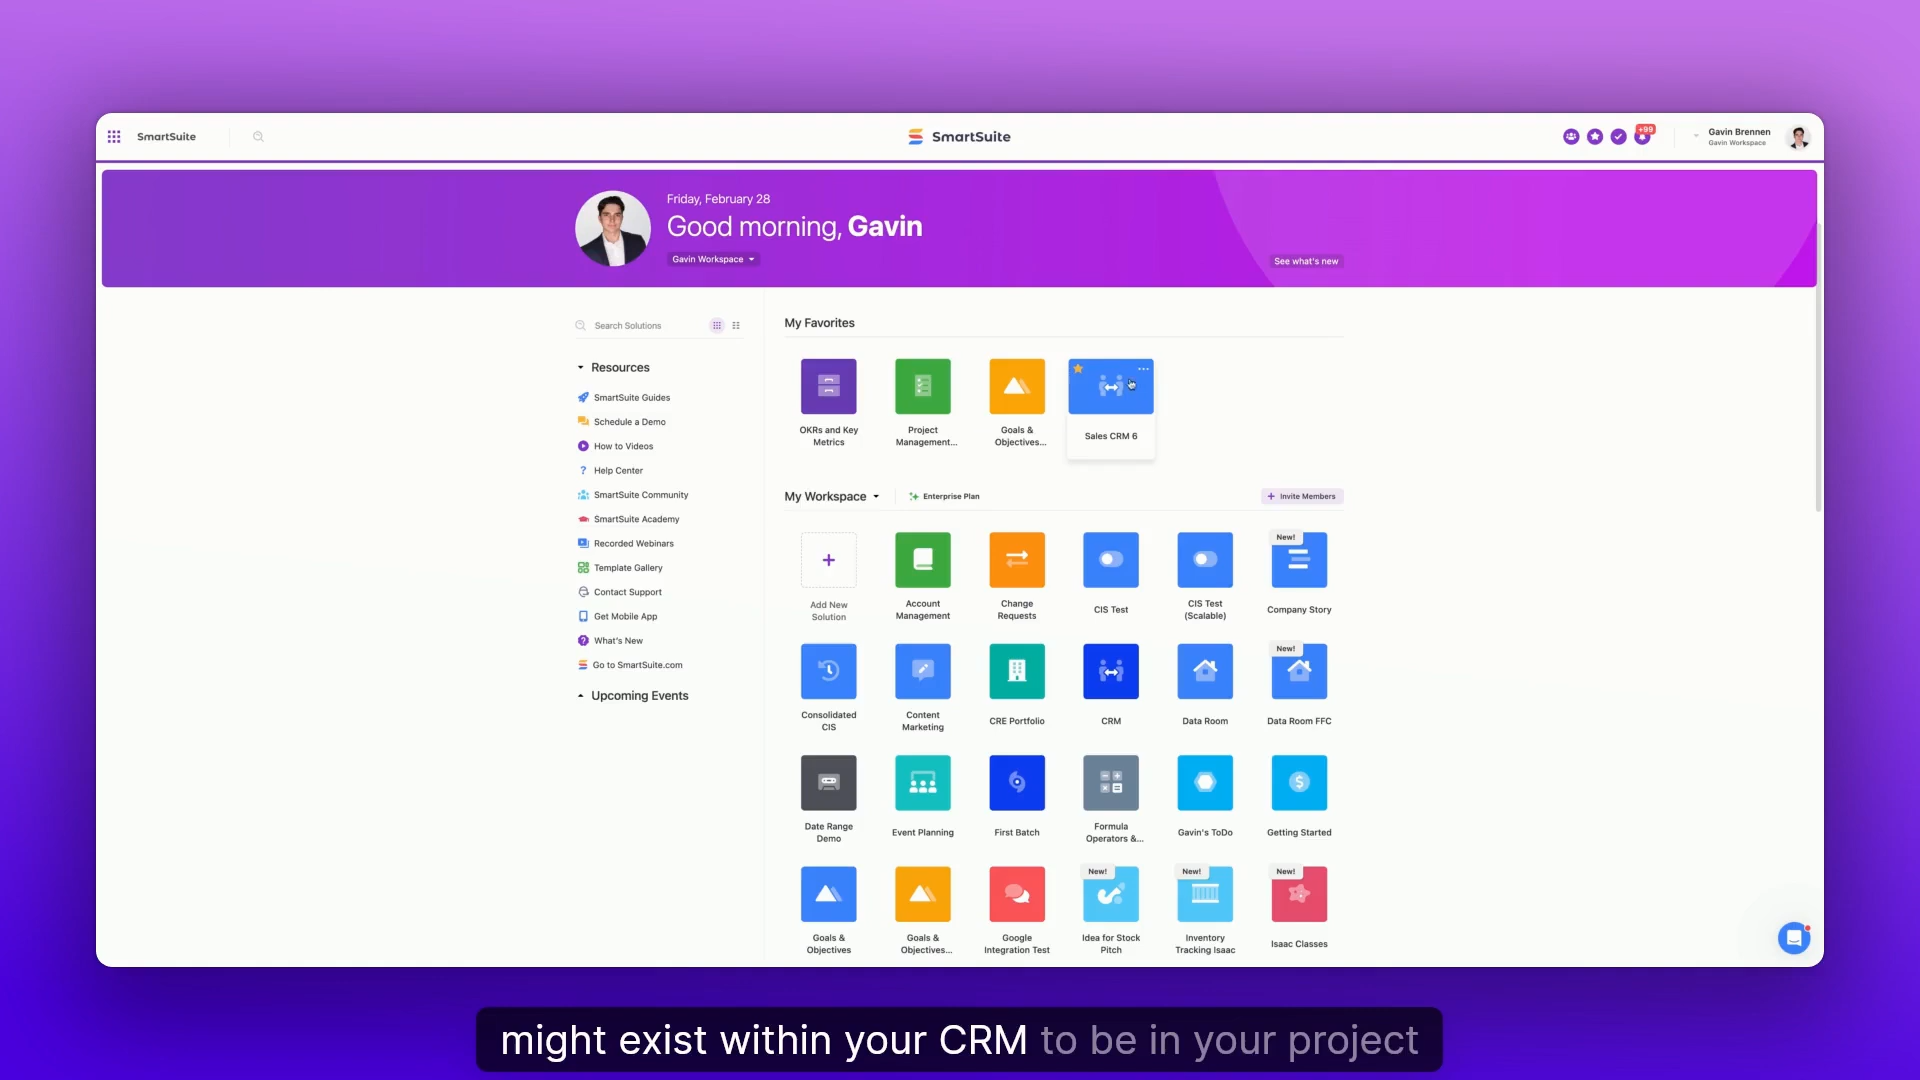 SmartSuite
SmartSuite
+99
Gavin Brennen
Gavin Workspace
Friday, February 28
Good morning, Gavin
Gavin Workspace
See what's new
Search Solutions
Resources
SmartSuite Guides
Schedule a Demo
How to Videos
Help Center
SmartSuite Community
SmartSuite Academy
Recorded Webinars
Template Gallery
Contact Support
Get Mobile App
What's New
Go to SmartSuite.com
Upcoming Events
My Favorites
OKRs and Key
Metrics
Project
Management...
Goals &
Objectives...
Sales CRM 6
My Workspace
Enterprise Plan
+ Invite Members
Add New
Solution
Account
Management
Change
Requests
CIS Test
CIS Test
(Scalable)
New!
Company Story
Consolidated
CIS
Content
Marketing
CRE Portfolio
CRM
Data Room
New!
Data Room FFC
Date Range
Demo
Event Planning
First Batch
Formula
Operators &...
Gavin's ToDo
Getting Started
Goals &
Objectives
Goals &
Objectives...
Google
Integration Test
New!
Idea for Stock
Pitch
New!
Inventory
Tracking Isaac
New!
Isaac Classes
might exist within your CRM to be in your project